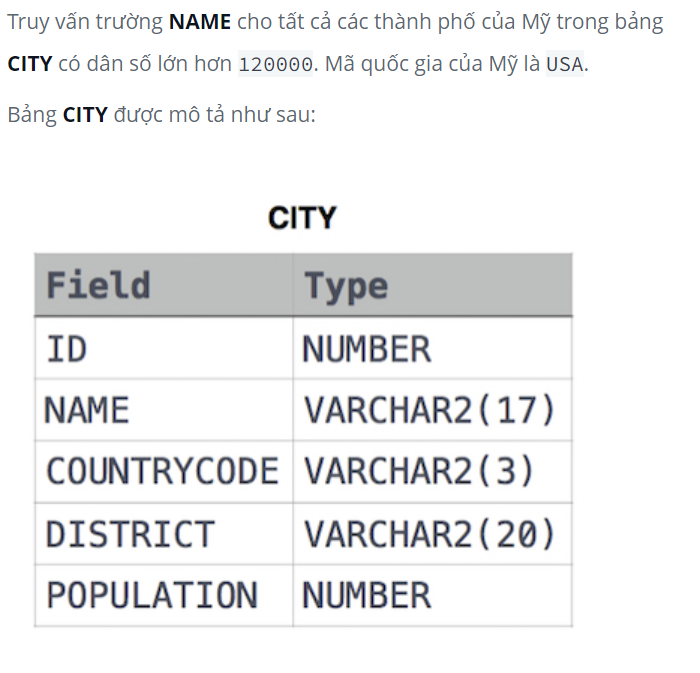 Truy vấn trường NAME cho tất cả các thành phố của Mỹ trong bảng
CITY có dân số lớn hơn 120000. Mã quốc gia của Mỹ là USA.
Bảng CITY được mô tả như sau:
CITY
Field Type
ID NUMBER
NAME VARCHAR2(17)
COUNTRYCODE VARCHAR2(3)
DISTRICT VARCHAR2(20)
POPULATION NUMBER